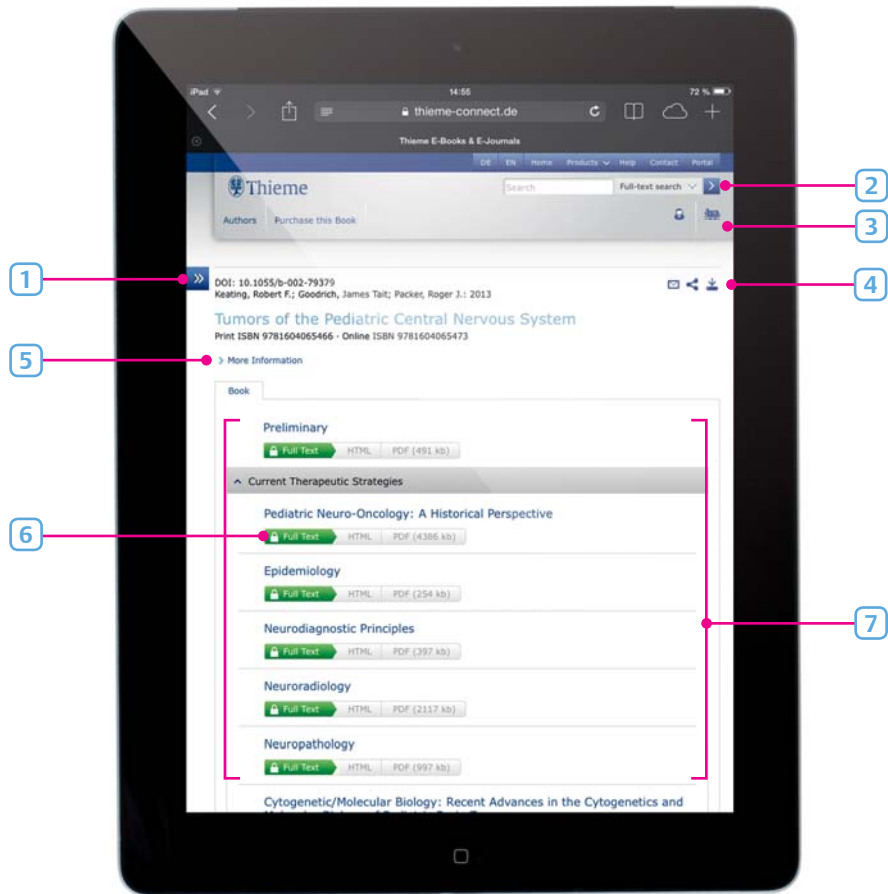 iPad 14:55 72 %
thieme-connect.de
Thieme E-Books & E-Journals
DE EN Home Products Help Contact Portal
Thieme Search Full-text search
2
3
Authors Purchase this Book
1
4
DOI: 10.1055/b-002-79379
Keating, Robert F.; Goodrich, James Tait; Packer, Roger J.: 2013
Tumors of the Pediatric Central Nervous System
Print ISBN 9781604065466 - Online ISBN 9781604065473
5
More Information
Book
Preliminary
Full Text HTML PDF (491 kb)
Current Therapeutic Strategies
Pediatric Neuro-Oncology: A Historical Perspective
6
Full Text HTML PDF (4386 kb)
Epidemiology
Full Text HTML PDF (254 kb)
7
Neurodiagnostic Principles
Full Text HTML PDF (397 kb)
Neuroradiology
Full Text HTML PDF (2117 kb)
Neuropathology
Full Text HTML PDF (997 kb)
Cytogenetic/Molecular Biology: Recent Advances in the Cytogenetics and